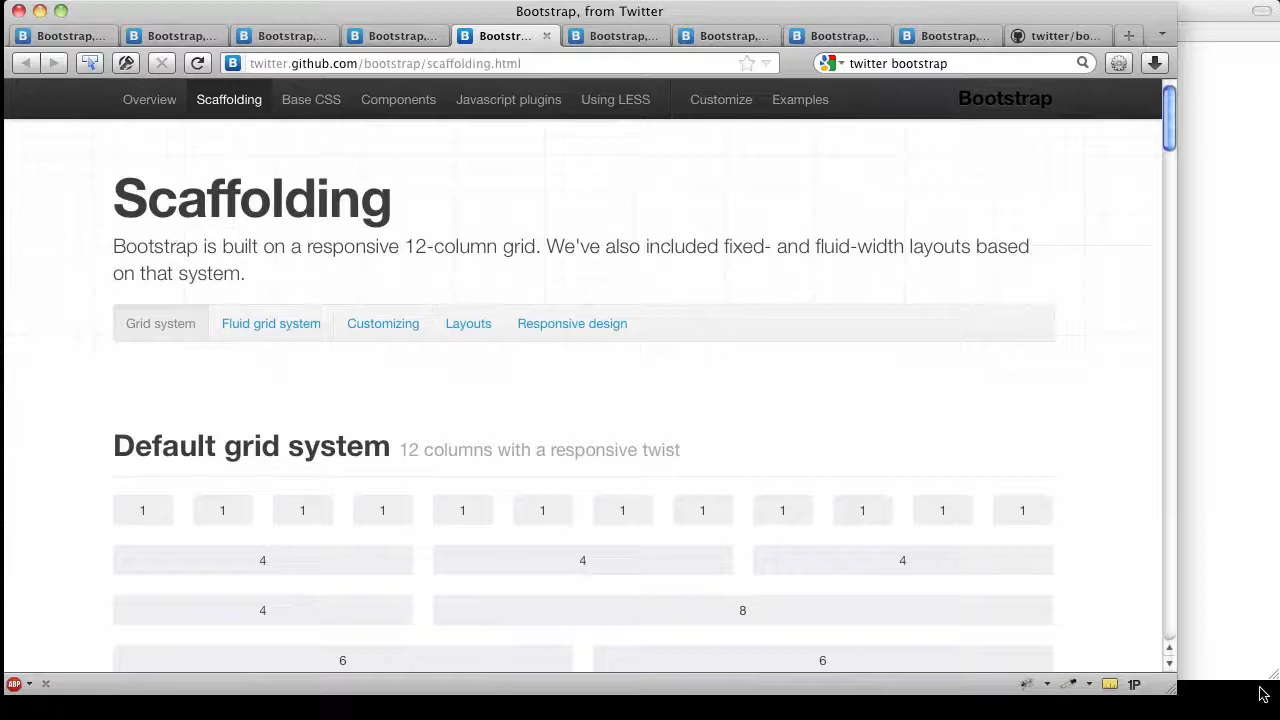 Bootstrap, from Twitter
Bootstrap,... Bootstrap,... Bootstrap,... Bootstrap,... Bootstr... Bootstrap,... Bootstrap,... Bootstrap,... Bootstrap,... twitter/bo...
twitter.github.com/bootstrap/scaffolding.html twitter bootstrap
Overview Scaffolding Base CSS Components Javascript plugins Using LESS Customize Examples Bootstrap
Scaffolding
Bootstrap is built on a responsive 12-column grid. We've also included fixed- and fluid-width layouts based
on that system.
Grid system Fluid grid system Customizing Layouts Responsive design
Default grid system 12 columns with a responsive twist
1 1 1 1 1 1 1 1 1 1 1 1
4 4 4
4 8
6 6
ABP 1P